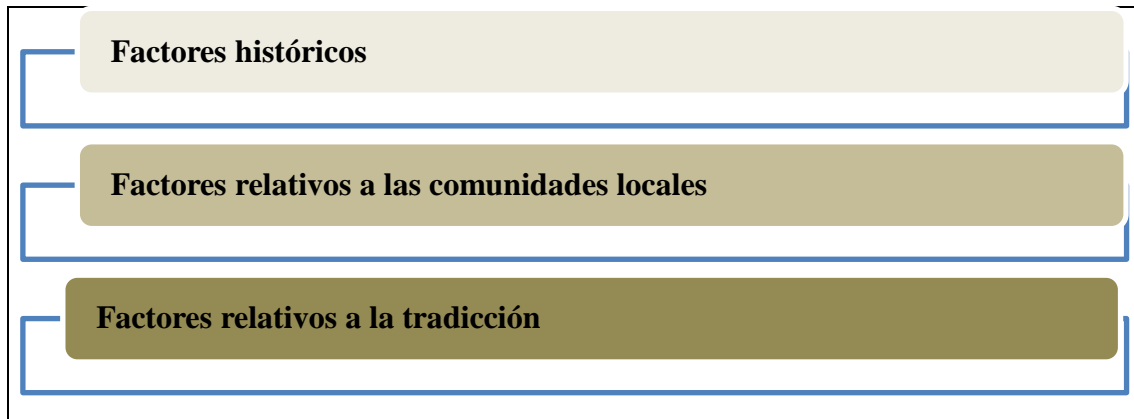 Factores históricos
Factores relativos a las comunidades locales
Factores relativos a la tradicción